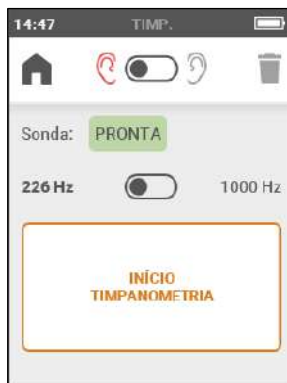 14:47 TIMP.
Sonda: PRONTA
226 Hz 1000 Hz
INÍCIO
TIMPANOMETRIA